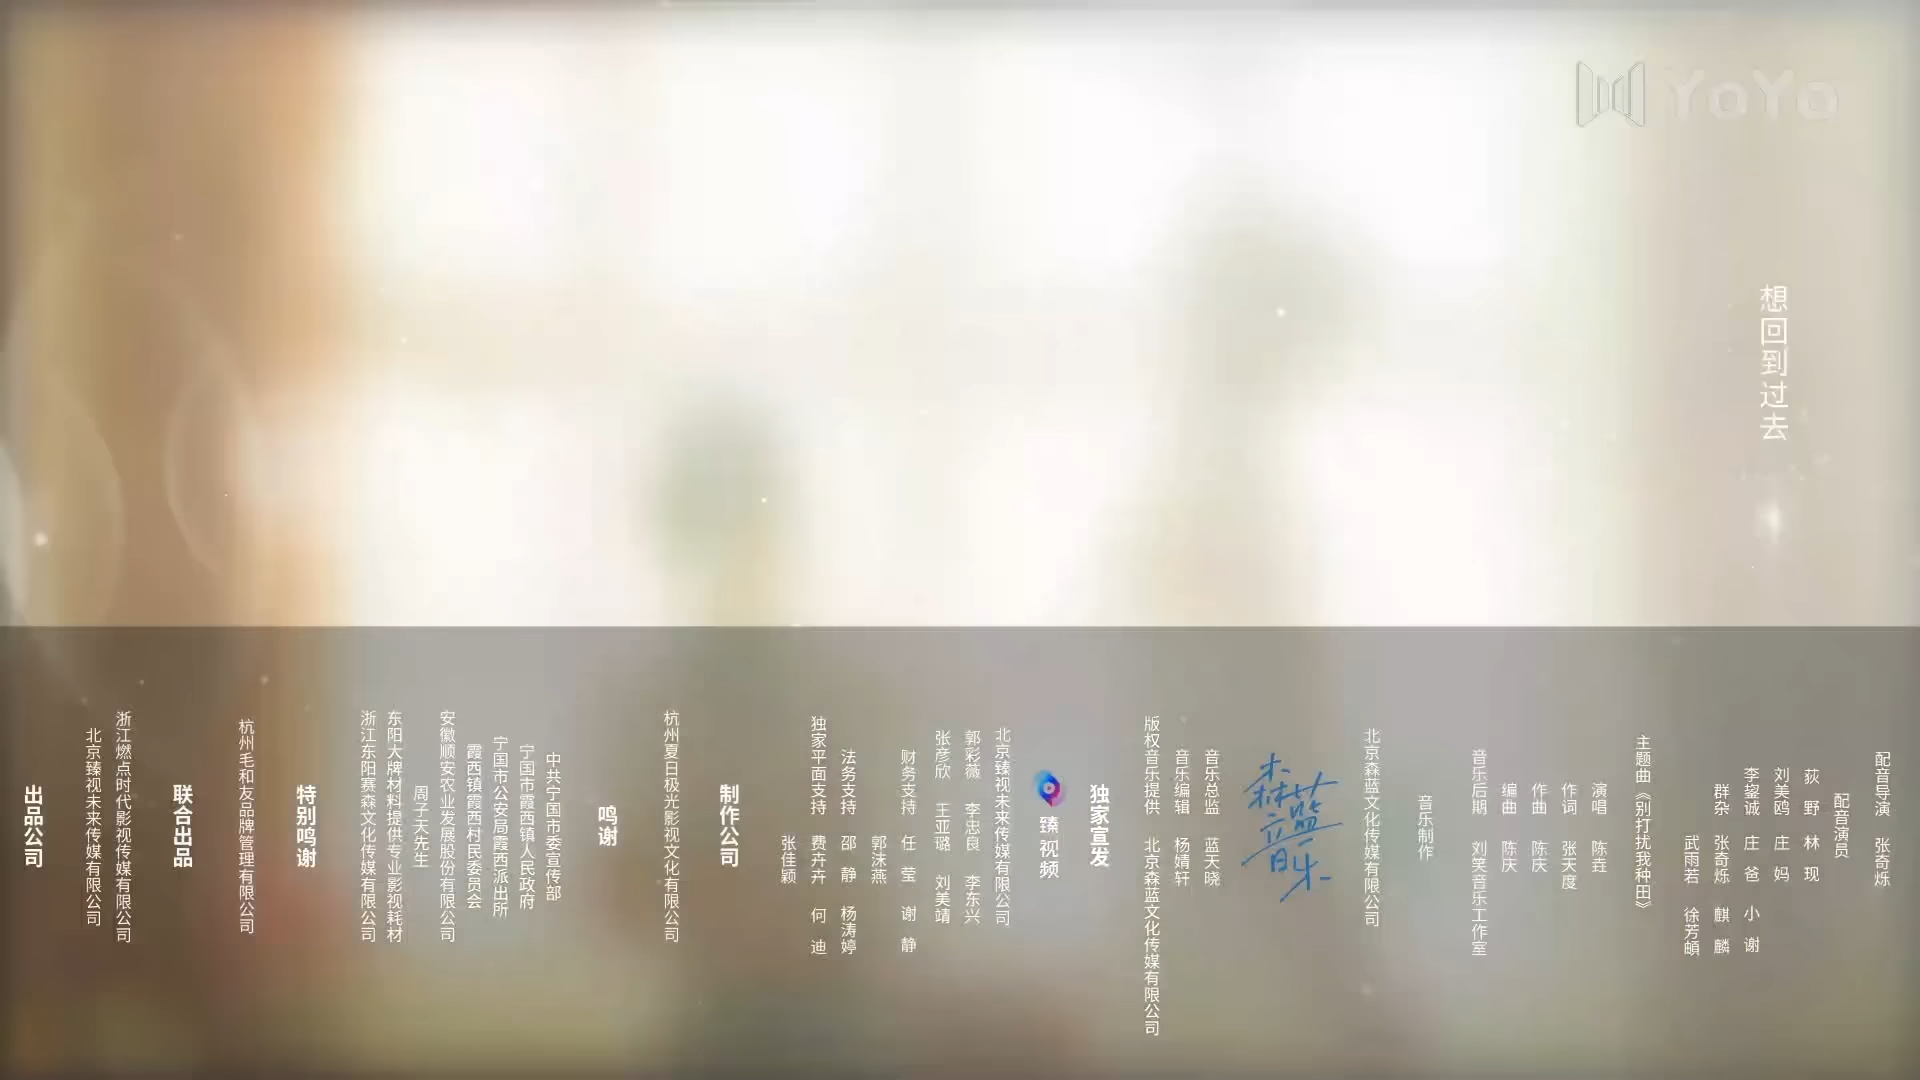 YoYo
想回到过去
配音导演 张奇烁
配音演员
荻野 林现
刘美鸥 庄妈
李鋆诚 庄爸 小谢
群杂 张奇烁 麒麟
武雨若 徐芳頔
主题曲《别打扰我种田》
演唱 陈垚
作词 张天度
作曲 陈庆
编曲 陈庆
音乐后期 刘笑音乐工作室
音乐制作
北京森蓝文化传媒有限公司
森蓝音乐
音乐总监 蓝天晓
音乐编辑 杨婧轩
版权音乐提供 北京森蓝文化传媒有限公司
独家宣发
臻视频
北京臻视未来传媒有限公司
郭彩薇 李忠良 李东兴
张彦欣 王亚璐 刘美靖
财务支持 任莹 谢静
郭沫燕
法务支持 邵静 杨涛婷
独家平面支持 费卉卉 何迪
张佳颖
制作公司
杭州夏日极光影视文化有限公司
鸣谢
中共宁国市委宣传部
宁国市霞西镇人民政府
宁国市公安局霞西派出所
霞西镇霞西村民委员会
安徽顺安农业发展股份有限公司
周子天先生
东阳大牌材料提供专业影视耗材
浙江东阳赛森文化传媒有限公司
特别鸣谢
杭州毛和友品牌管理有限公司
联合出品
浙江燃点时代影视传媒有限公司
北京臻视未来传媒有限公司
出品公司